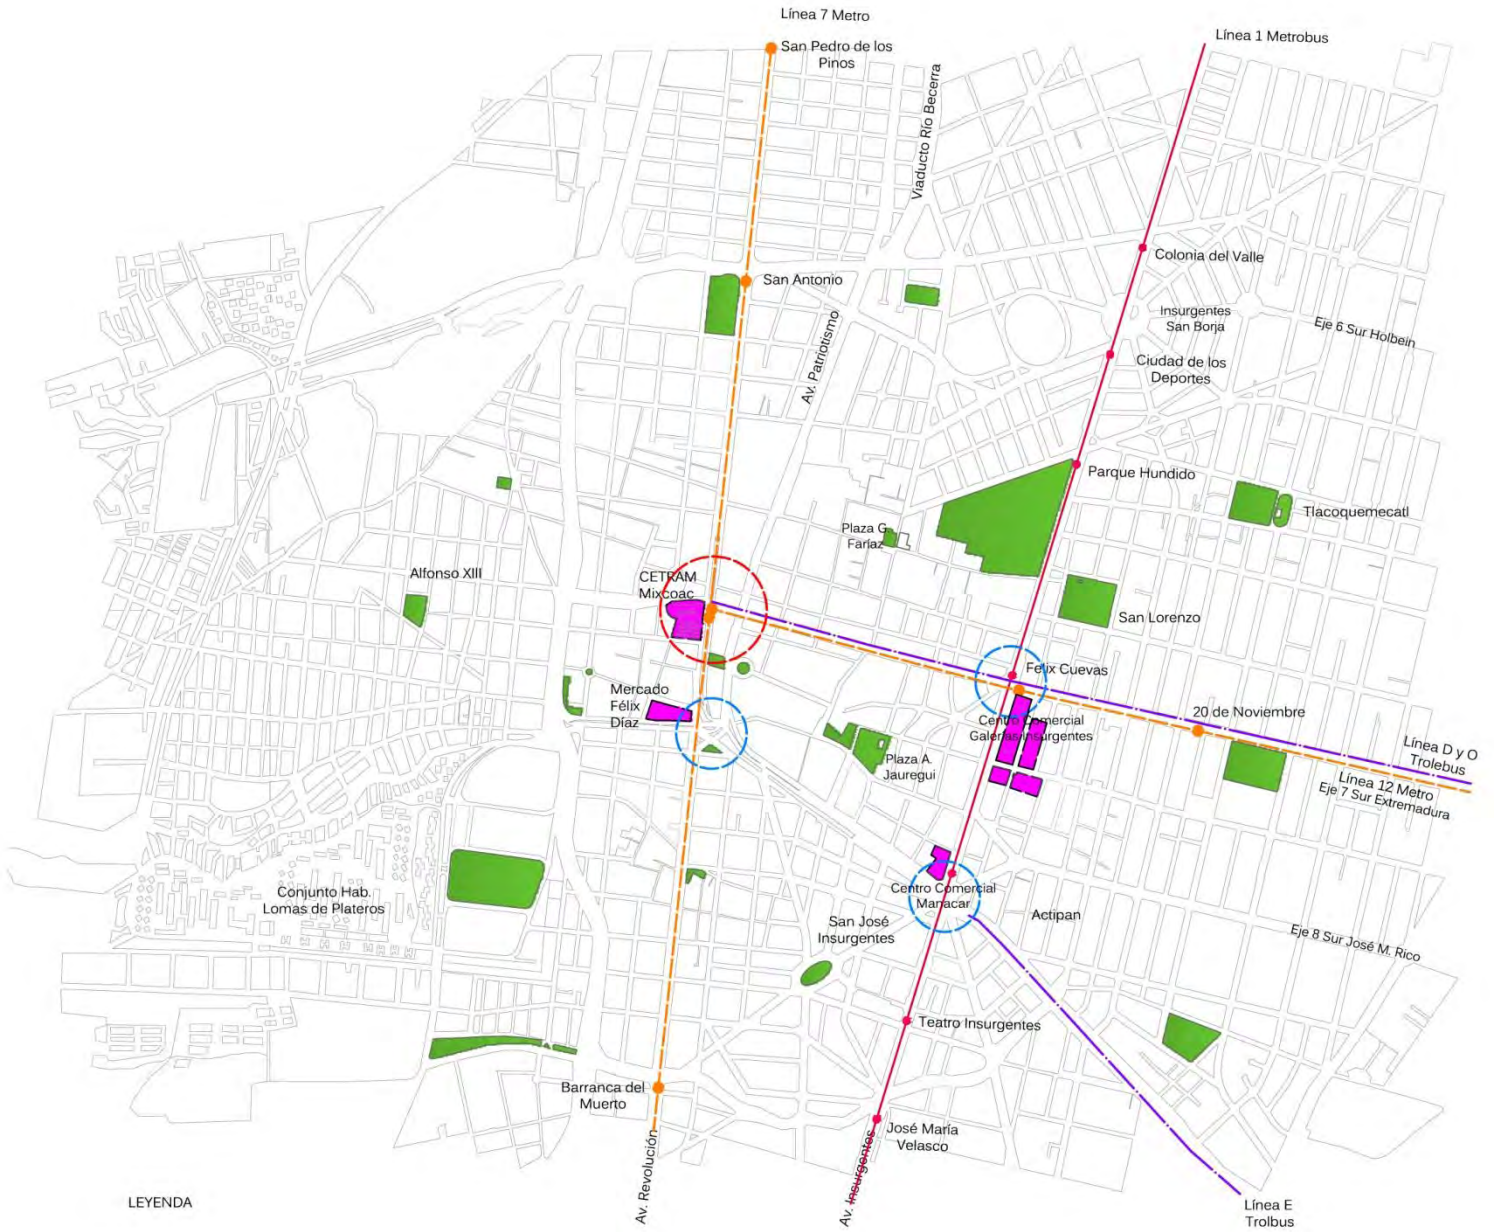 Línea 7 Metro
San Pedro de los
Pinos
Línea 1 Metrobus
Viaducto Río Becerra
Colonia del Valle
San Antonio
Insurgentes
San Borja
Eje 6 Sur Holbein
Av. Patriotismo
Ciudad de los
Deportes
Parque Hundido
Tlacoquemecatl
Plaza G.
Faríaz
Alfonso XIII
CETRAM
Mixcoac
San Lorenzo
Felix Cuevas
Mercado
Félix
Díaz
20 de Noviembre
Centro Comercial
Galerías Insurgentes
Línea D y O
Trolebus
Plaza A.
Jauregui
Línea 12 Metro
Eje 7 Sur Extremadura
Conjunto Hab.
Lomas de Plateros
Centro Comercial
Manacar
San José
Insurgentes
Actipan
Eje 8 Sur José M. Rico
Teatro Insurgentes
Barranca del
Muerto
José María
Velasco
Av. Revolución
Av. Insurgentes
LEYENDA
Línea E
Trolbus